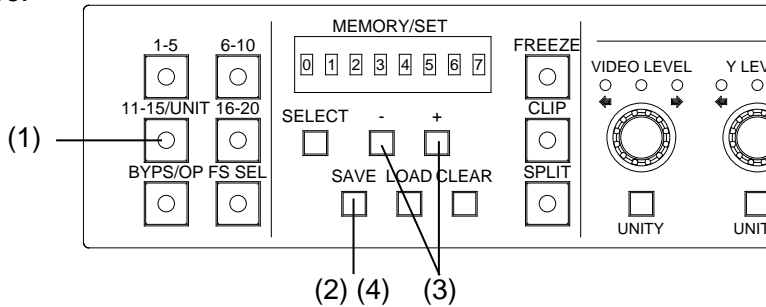 MEMORY/SET
1-5 6-10 FREEZE
0 1 2 3 4 5 6 7
VIDEO LEVEL Y LEV
11-15/UNIT 16-20 SELECT - + CLIP
(1)
BYPS/OP FS SEL SAVE LOAD CLEAR SPLIT
UNITY UNIT
(2) (4) (3)